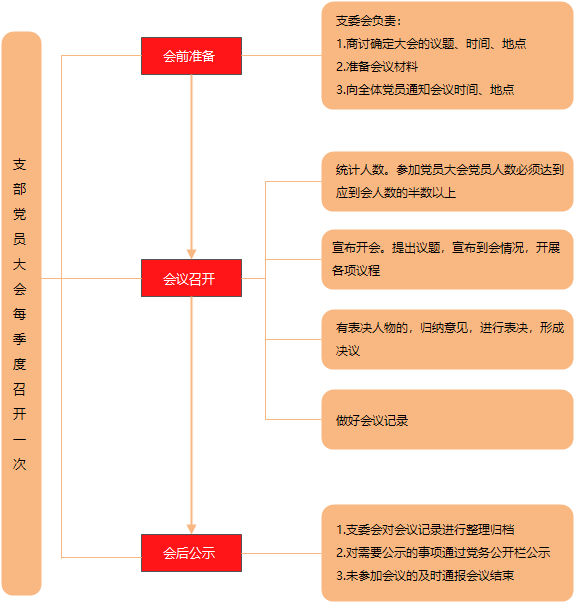 支部党员大会每季度召开一次
会前准备
支委会负责：
1.商讨确定大会的议题、时间、地点
2.准备会议材料
3.向全体党员通知会议时间、地点
会议召开
统计人数。参加党员大会党员人数必须达到
应到会人数的半数以上
宣布开会。提出议题，宣布到会情况，开展
各项议程
有表决人物的，归纳意见，进行表决，形成
决议
做好会议记录
会后公示
1.支委会对会议记录进行整理归档
2.对需要公示的事项通过党务公开栏公示
3.未参加会议的及时通报会议结束